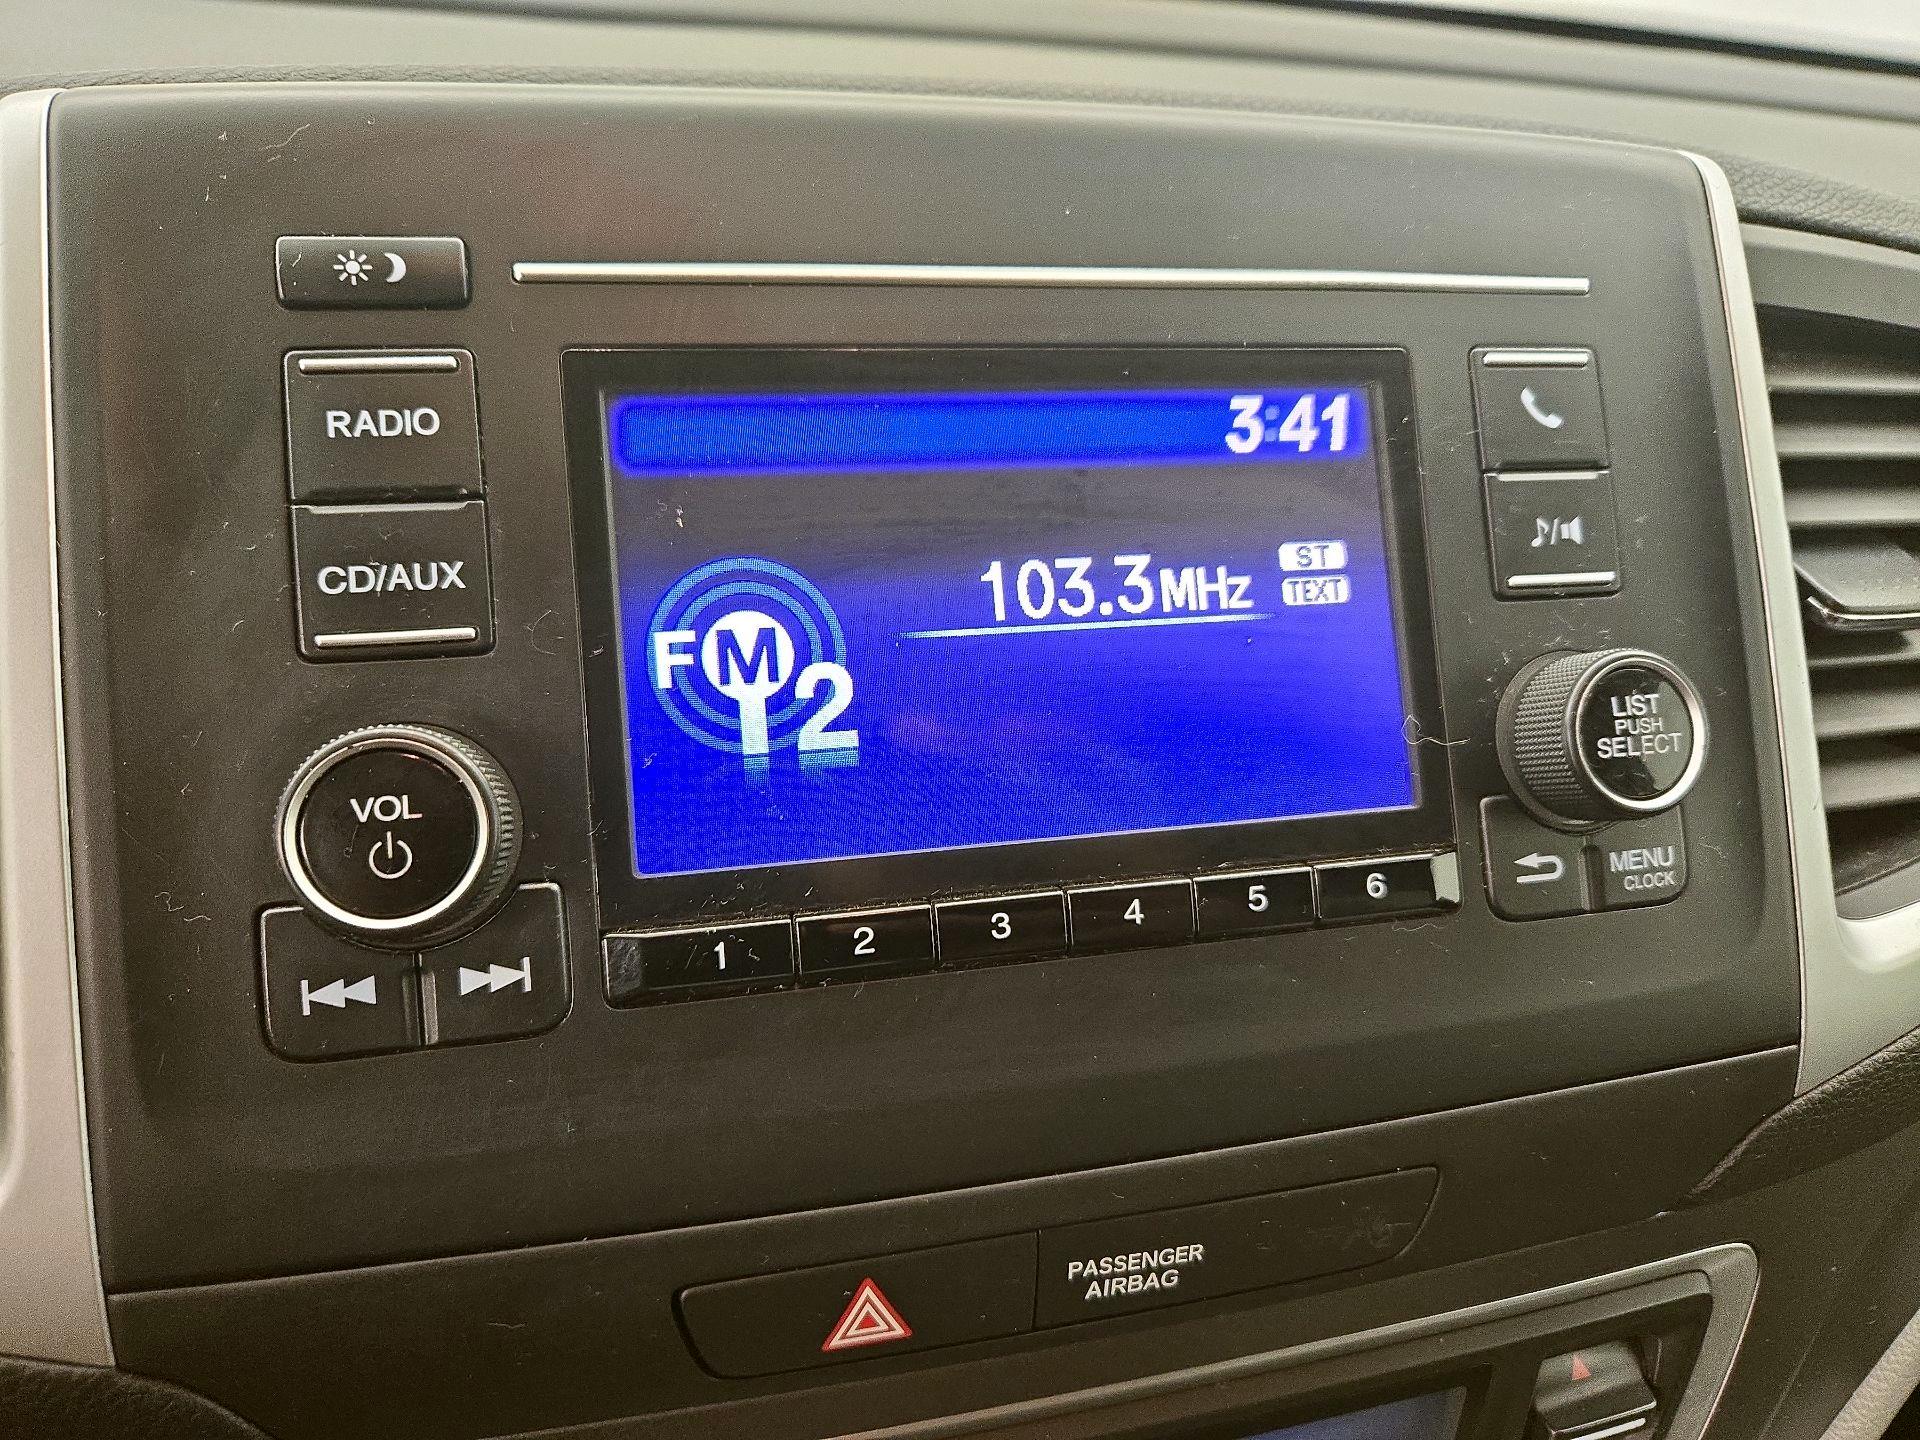 RADIO
CD/AUX
VOL
3:41
103.3MHz
ST
TEXT
FM
2
LIST
PUSH
SELECT
MENU
CLOCK
1 2 3 4 5 6
PASSENGER
AIRBAG